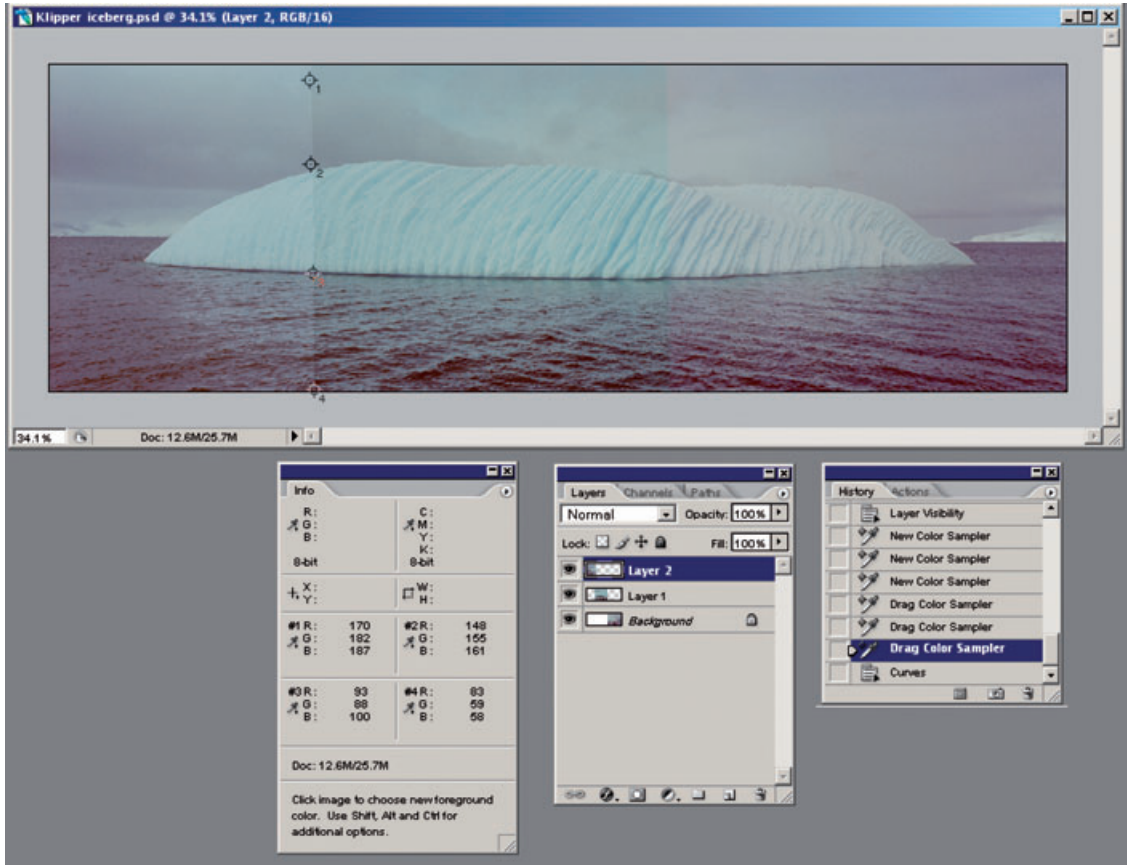 Klipper iceberg.psd @ 34.1% (Layer 2, RGB/16)
1
2
4
34.1% Doc: 12.6M/25.7M
Info
R: C:
G: M:
B: Y:
K:
8-bit 8-bit
X: W:
Y: H:
#1 R: 170 #2 R: 148
G: 182 G: 155
B: 187 B: 161
#3 R: 93 #4 R: 83
G: 88 G: 59
B: 100 B: 58
Doc: 12.6M/25.7M
Click image to choose new foreground
color. Use Shift, Alt and Ctrl for
additional options.
Layers Channels Paths
Normal Opacity: 100%
Lock: Fill: 100%
Layer 2
Layer 1
Background
History Actions
Layer Visibility
New Color Sampler
New Color Sampler
New Color Sampler
Drag Color Sampler
Drag Color Sampler
Drag Color Sampler
Curves